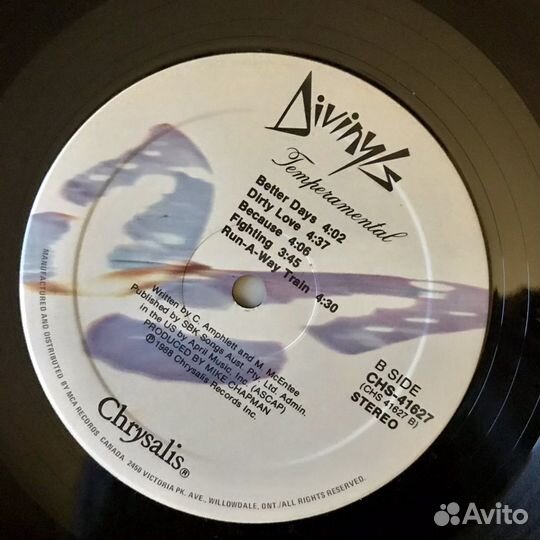 Divinyls
Temperamental
Better Days 4:02
Dirty Love 4:37
Because 4:06
Fighting 3:45
Run-A-Way Train 4:30
Written by C. Amphlett and M. McEntee
Published by SBK Songs Aust. Pty. Ltd. Admin.
in the US by April Music, Inc. (ASCAP)
PRODUCED BY MIKE CHAPMAN
℗1988 Chrysalis Records Inc.
B SIDE
CHS-41627
(CHS 41627 B)
STEREO
Chrysalis®
MANUFACTURED AND DISTRIBUTED BY MCA RECORDS, CANADA, 2450 VICTORIA PK. AVE., WILLOWDALE, ONT./ALL RIGHTS RESERVED.
Avito